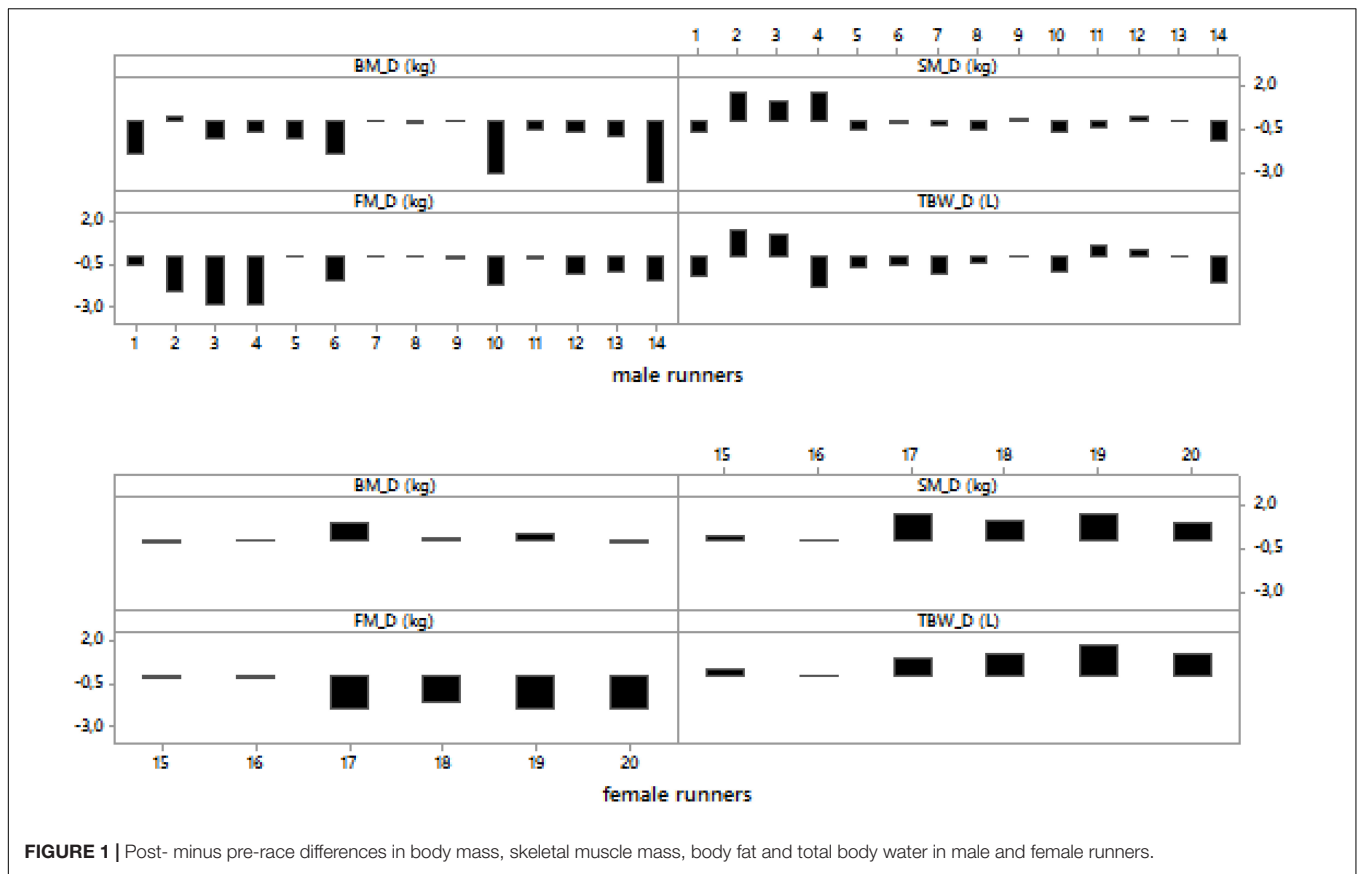 1 2 3 4 5 6 7 8 9 10 11 12 13 14
BM_D (kg) SM_D (kg)
2,0
-0,5
-3,0
FM_D (kg) TBW_D (L)
2,0
-0,5
-3,0
1 2 3 4 5 6 7 8 9 10 11 12 13 14
male runners
15 16 17 18 19 20
BM_D (kg) SM_D (kg)
2,0
-0,5
-3,0
FM_D (kg) TBW_D (L)
2,0
-0,5
-3,0
15 16 17 18 19 20
female runners
FIGURE 1 | Post- minus pre-race differences in body mass, skeletal muscle mass, body fat and total body water in male and female runners.